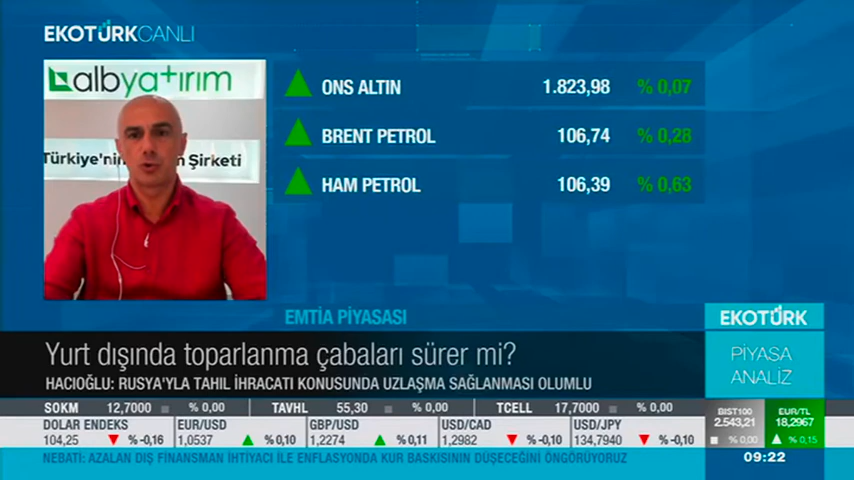 EKOTÜRK CANLI
albyatırım
Türkiye'nin Şirketi
ONS ALTIN 1.823,98 % 0,07
BRENT PETROL 106,74 % 0,28
HAM PETROL 106,39 % 0,63
EMTİA PİYASASI
EKOTÜRK
Yurt dışında toparlanma çabaları sürer mi?
HACIOĞLU: RUSYA'YLA TAHIL İHRACATI KONUSUNDA UZLAŞMA SAĞLANMASI OLUMLU
PİYASA
ANALİZ
SOKM 12,7000 % 0,00 TAVHL 55,30 % 0,00 TCELL 17,7000 % 0,00
DOLAR ENDEKS EUR/USD GBP/USD USD/CAD USD/JPY
104,25 % -0,16 1,0537 % 0,10 1,2274 % 0,11 1,2982 % -0,10 134,7940 % -0,10
BIST100
2.543,21
% 0,00
EUR/TL
18,2967
% 0,15
NEBATİ: AZALAN DIŞ FİNANSMAN İHTİYACI İLE ENFLASYONDA KUR BASKISININ DÜŞECEĞİNİ ÖNGÖRÜYORUZ
09:22